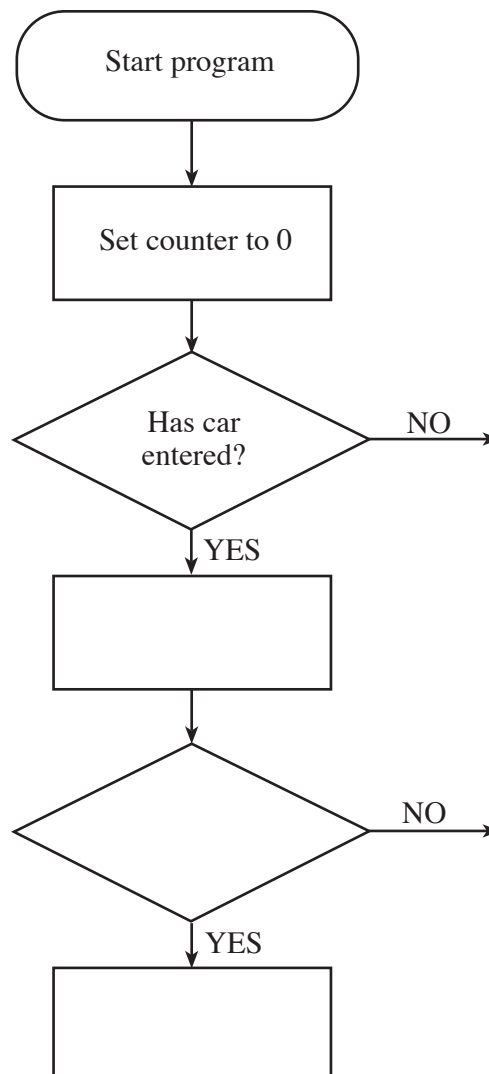 Start program
Set counter to 0
Has car
entered?
NO
YES
NO
YES